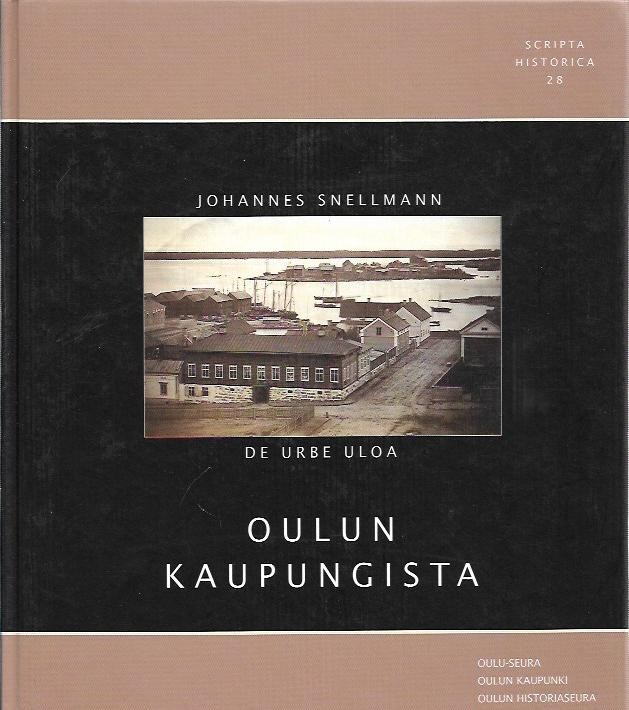 SCRIPTA
HISTORICA
28
JOHANNES SNELLMANN
DE URBE ULOA
OULUN
KAUPUNGISTA
OULU-SEURA
OULUN KAUPUNKI
OULUN HISTORIASEURA